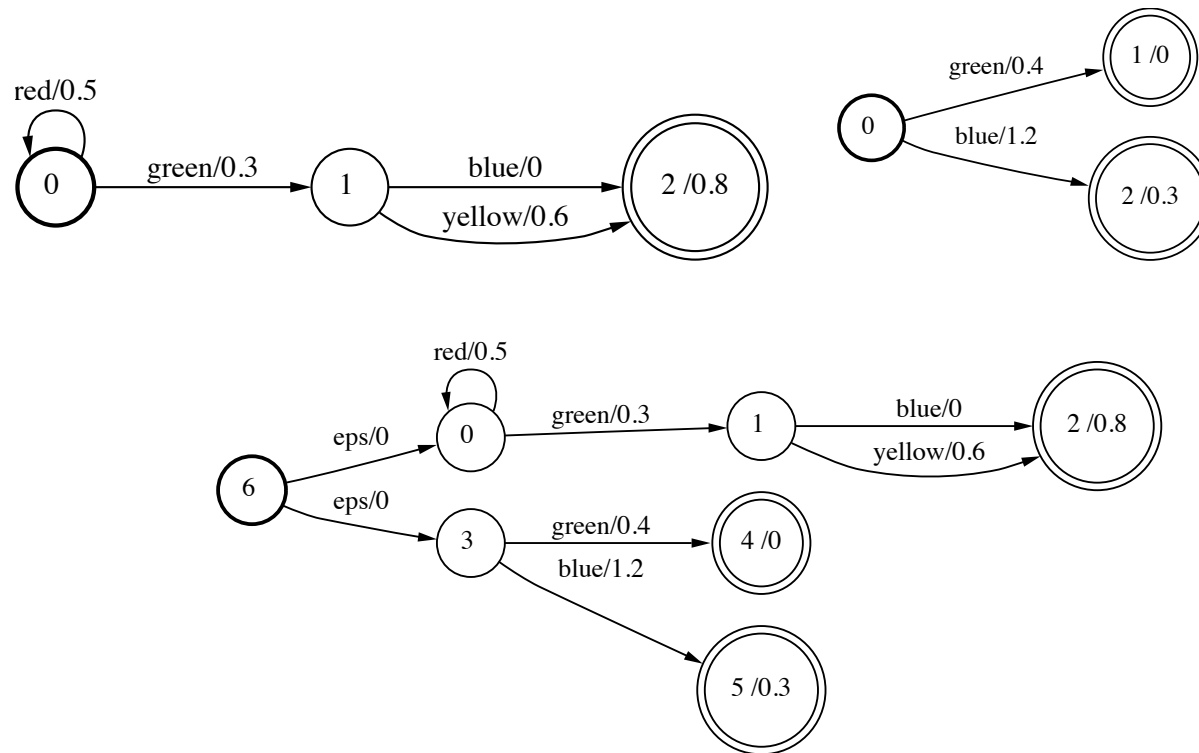 red/0.5
0
green/0.3
1
blue/0
yellow/0.6
2 /0.8
0
green/0.4
blue/1.2
1 /0
2 /0.3
6
eps/0
eps/0
red/0.5
0
green/0.3
1
blue/0
yellow/0.6
2 /0.8
3
green/0.4
blue/1.2
4 /0
5 /0.3